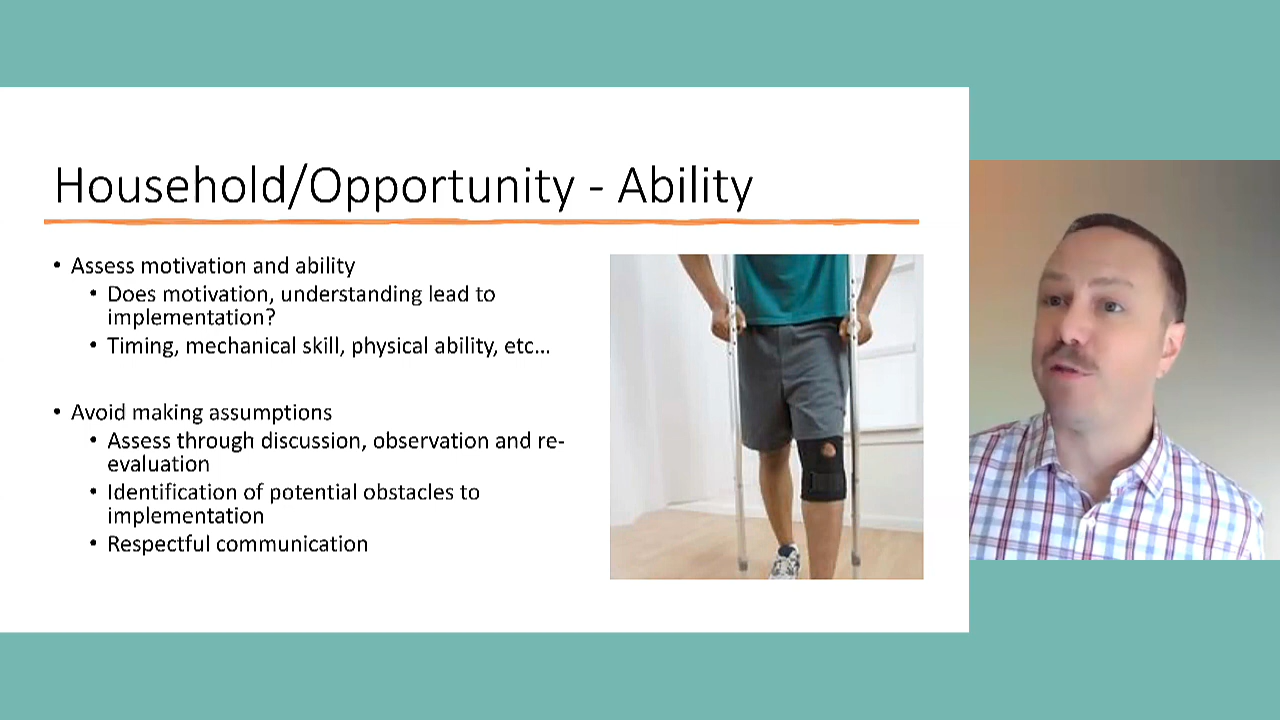 Household/Opportunity - Ability
• Assess motivation and ability
• Does motivation, understanding lead to
implementation?
• Timing, mechanical skill, physical ability, etc...
• Avoid making assumptions
• Assess through discussion, observation and re-
evaluation
• Identification of potential obstacles to
implementation
• Respectful communication